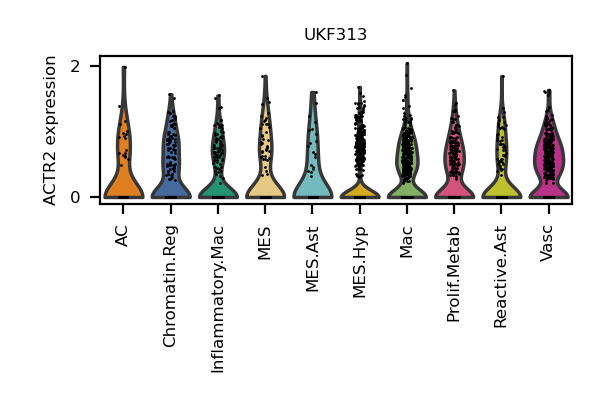 UKF313
ACTR2 expression
2
0
AC
Chromatin.Reg
Inflammatory.Mac
MES
MES.Ast
MES.Hyp
Mac
Prolif.Metab
Reactive.Ast
Vasc